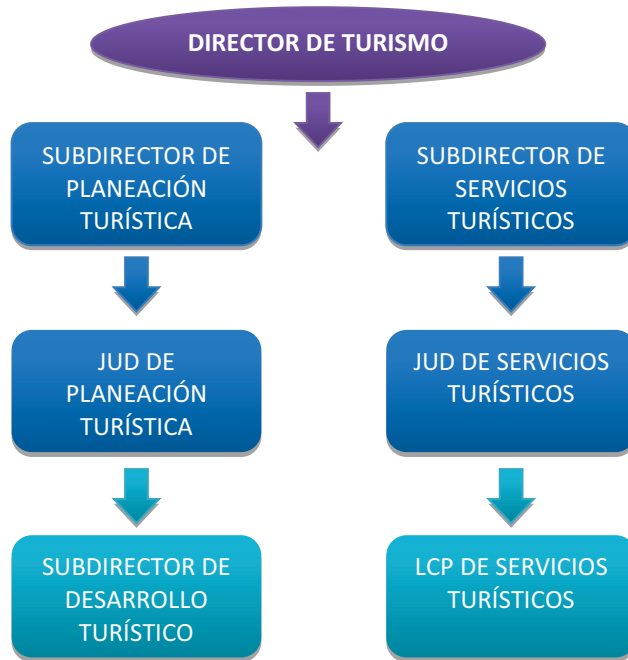 DIRECTOR DE TURISMO
SUBDIRECTOR DE
PLANEACIÓN
TURÍSTICA
SUBDIRECTOR DE
SERVICIOS
TURÍSTICOS
JUD DE
PLANEACIÓN
TURÍSTICA
JUD DE SERVICIOS
TURÍSTICOS
SUBDIRECTOR DE
DESARROLLO
TURÍSTICO
LCP DE SERVICIOS
TURÍSTICOS